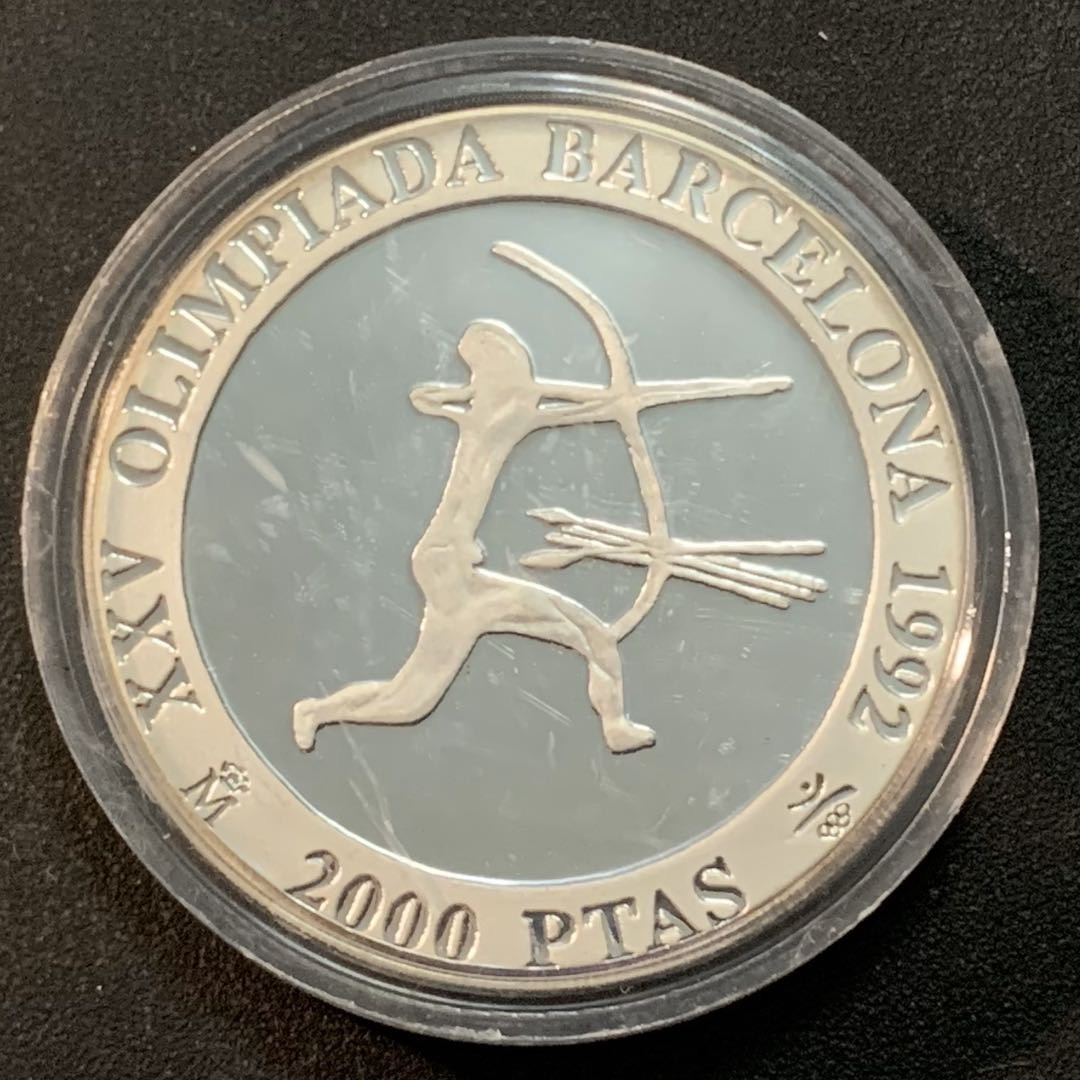 XXV OLIMPIADA BARCELONA 1992
M
2000 PTAS